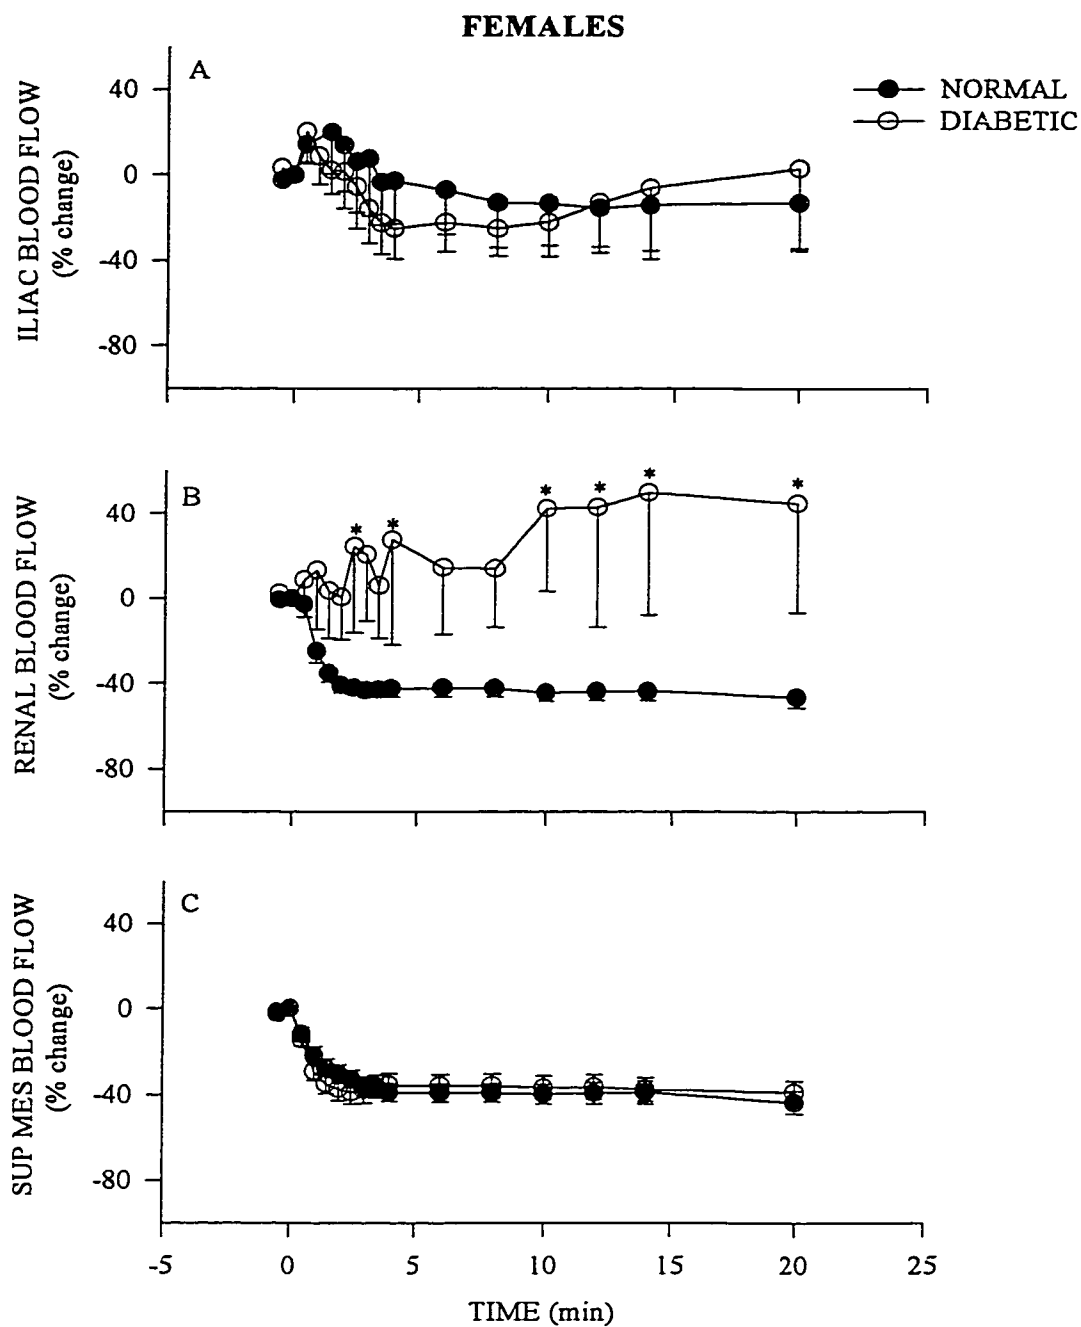 FEMALES
A
NORMAL
DIABETIC
ILIAC BLOOD FLOW
(% change)
40
0
-40
-80
B
* * * * * *
RENAL BLOOD FLOW
(% change)
40
0
-40
-80
C
SUP MES BLOOD FLOW
(% change)
40
0
-40
-80
-5 0 5 10 15 20 25
TIME (min)